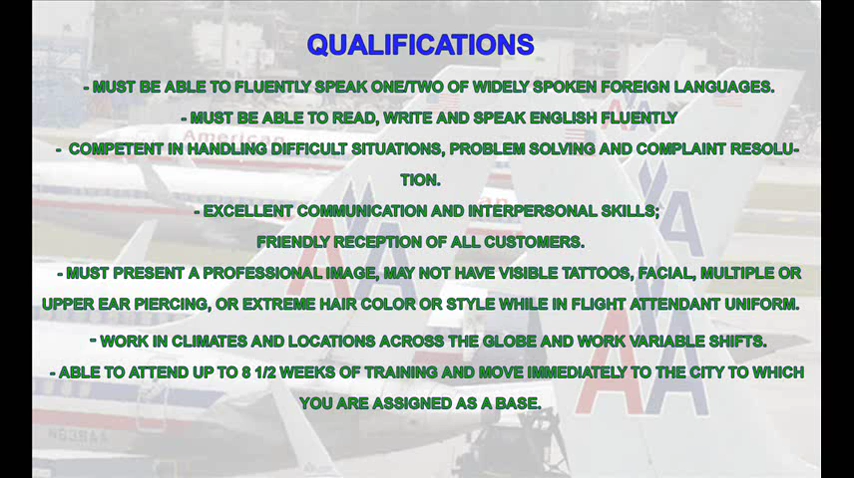 QUALIFICATIONS
- MUST BE ABLE TO FLUENTLY SPEAK ONE/TWO OF WIDELY SPOKEN FOREIGN LANGUAGES.
- MUST BE ABLE TO READ, WRITE AND SPEAK ENGLISH FLUENTLY
- COMPETENT IN HANDLING DIFFICULT SITUATIONS, PROBLEM SOLVING AND COMPLAINT RESOLU-
TION.
- EXCELLENT COMMUNICATION AND INTERPERSONAL SKILLS;
FRIENDLY RECEPTION OF ALL CUSTOMERS.
- MUST PRESENT A PROFESSIONAL IMAGE, MAY NOT HAVE VISIBLE TATTOOS, FACIAL, MULTIPLE OR
UPPER EAR PIERCING, OR EXTREME HAIR COLOR OR STYLE WHILE IN FLIGHT ATTENDANT UNIFORM.
- WORK IN CLIMATES AND LOCATIONS ACROSS THE GLOBE AND WORK VARIABLE SHIFTS.
- ABLE TO ATTEND UP TO 8 1/2 WEEKS OF TRAINING AND MOVE IMMEDIATELY TO THE CITY TO WHICH
YOU ARE ASSIGNED AS A BASE.
American
AA
AA
AA
AA